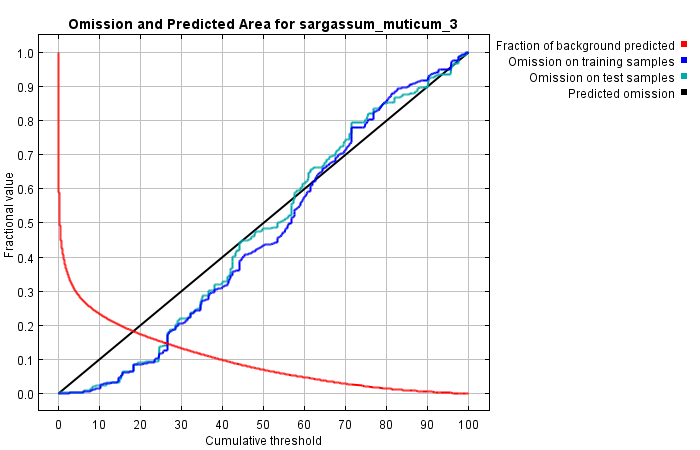 Omission and Predicted Area for sargassum_muticum_3
Fraction of background predicted
Omission on training samples
Omission on test samples
Predicted omission
Fractional value
1.0
0.9
0.8
0.7
0.6
0.5
0.4
0.3
0.2
0.1
0.0
0 10 20 30 40 50 60 70 80 90 100
Cumulative threshold